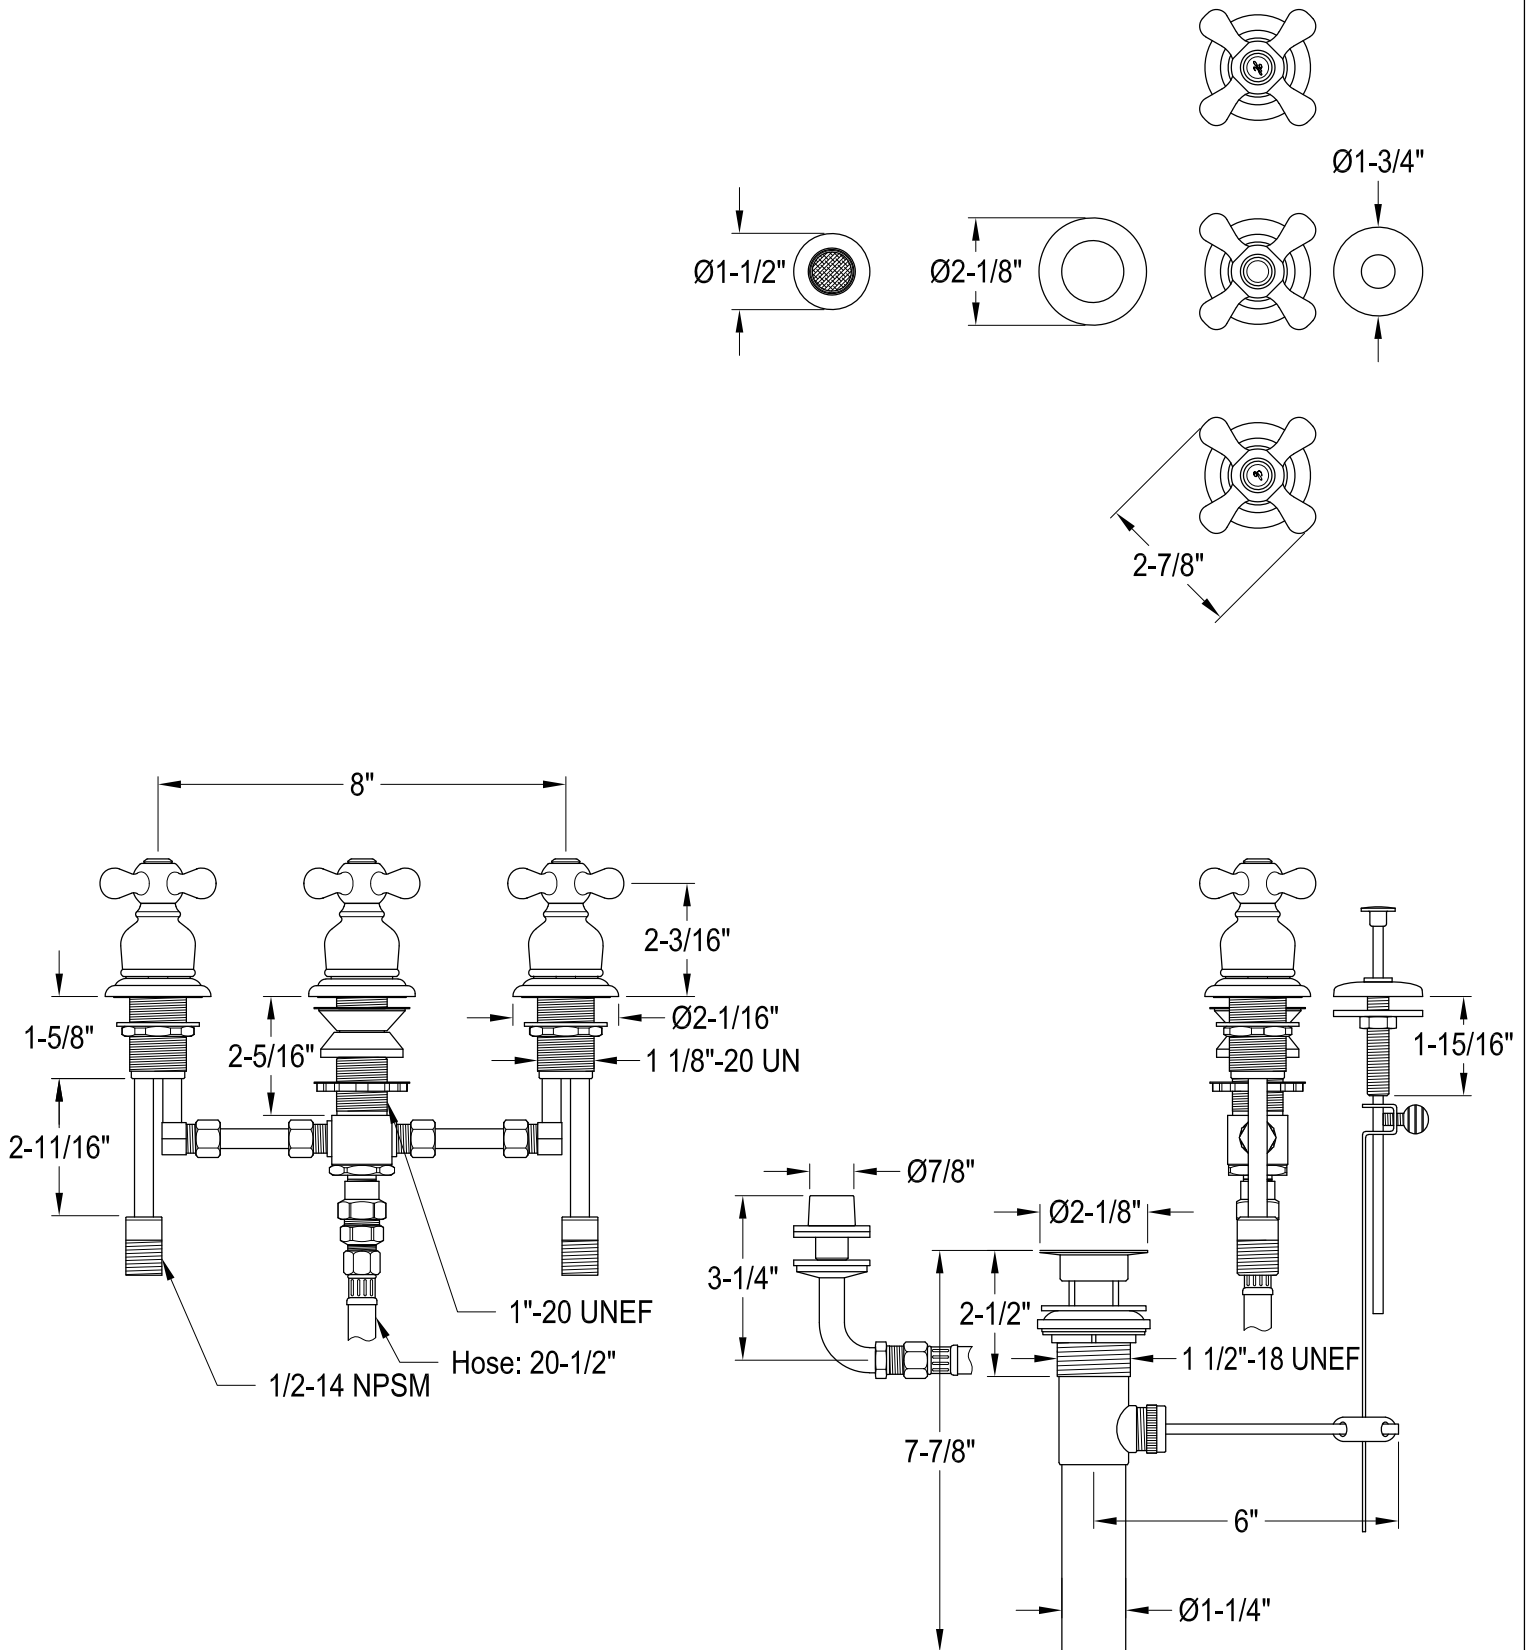 Ø1-3/4"
Ø1-1/2"
Ø2-1/8"
2-7/8"
8"
2-3/16"
1-5/8"
2-5/16"
Ø2-1/16"
1 1/8"-20 UN
1-15/16"
2-11/16"
Ø7/8"
Ø2-1/8"
3-1/4"
2-1/2"
1"-20 UNEF
Hose: 20-1/2"
1 1/2"-18 UNEF
1/2-14 NPSM
7-7/8"
6"
Ø1-1/4"